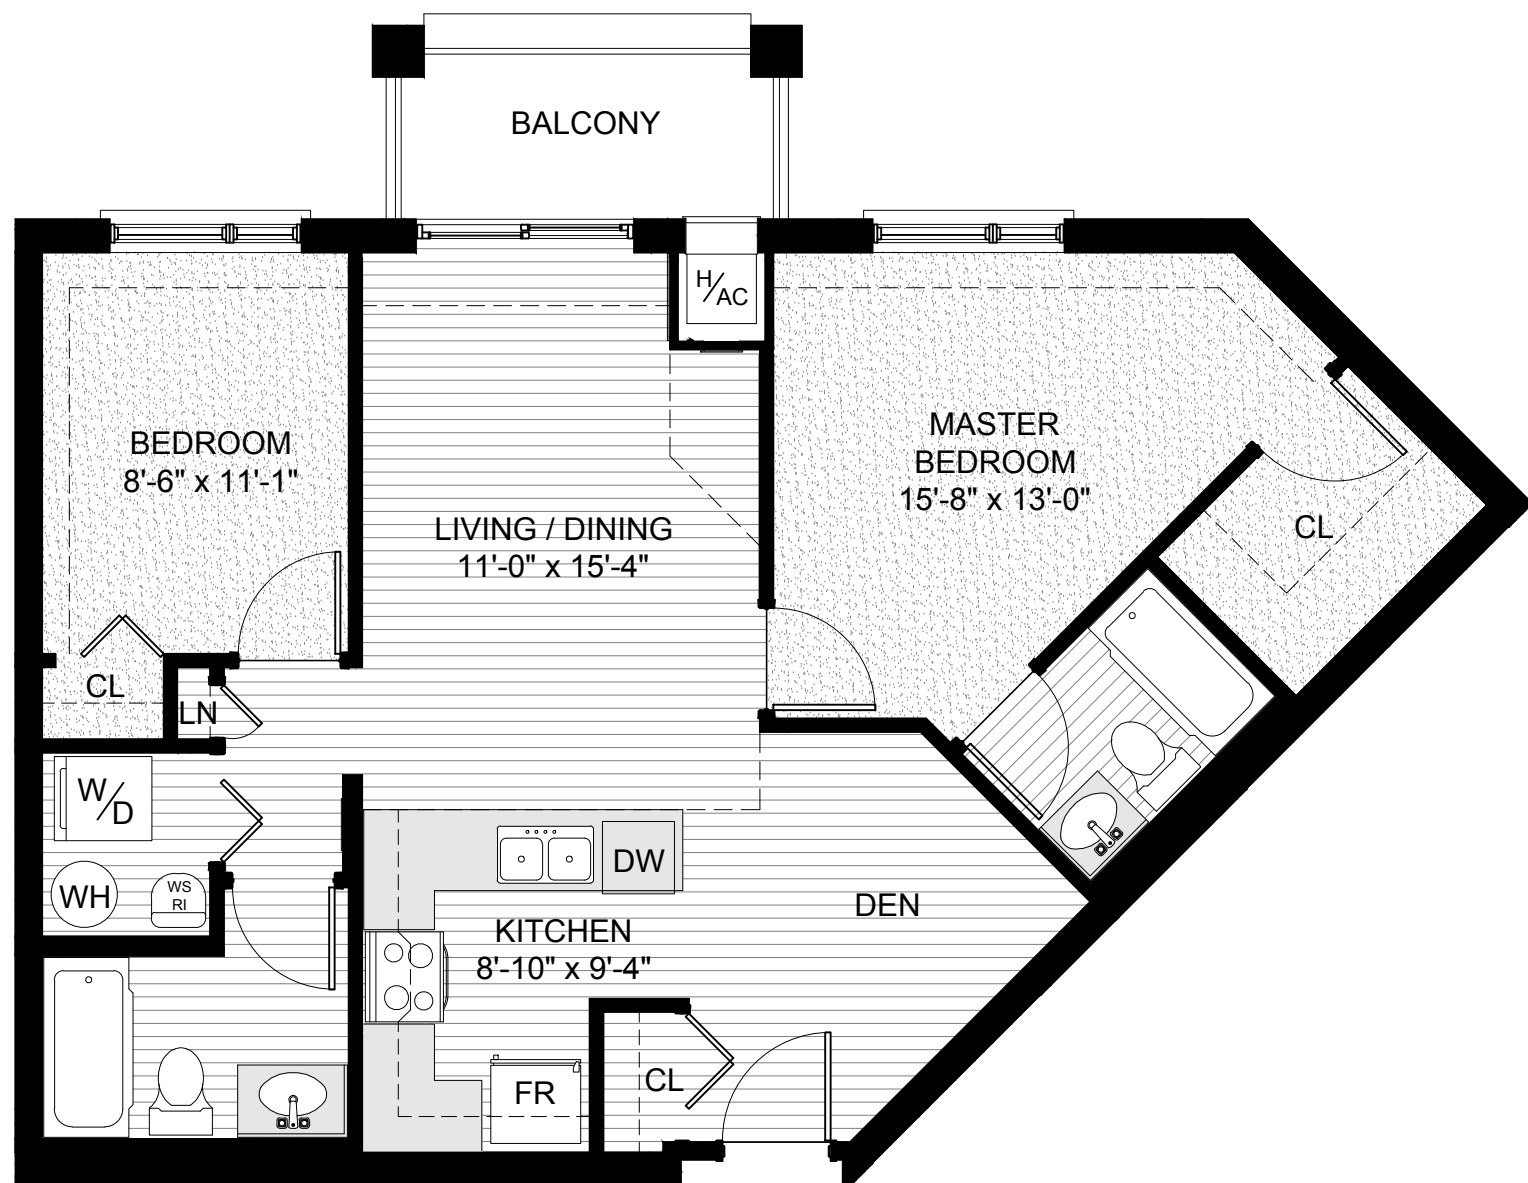 BALCONY
H/AC
BEDROOM
8'-6" x 11'-1"
MASTER
BEDROOM
15'-8" x 13'-0"
LIVING / DINING
11'-0" x 15'-4"
CL
CL
LN
W/D
DW
WH
WS
RI
DEN
KITCHEN
8'-10" x 9'-4"
CL
FR